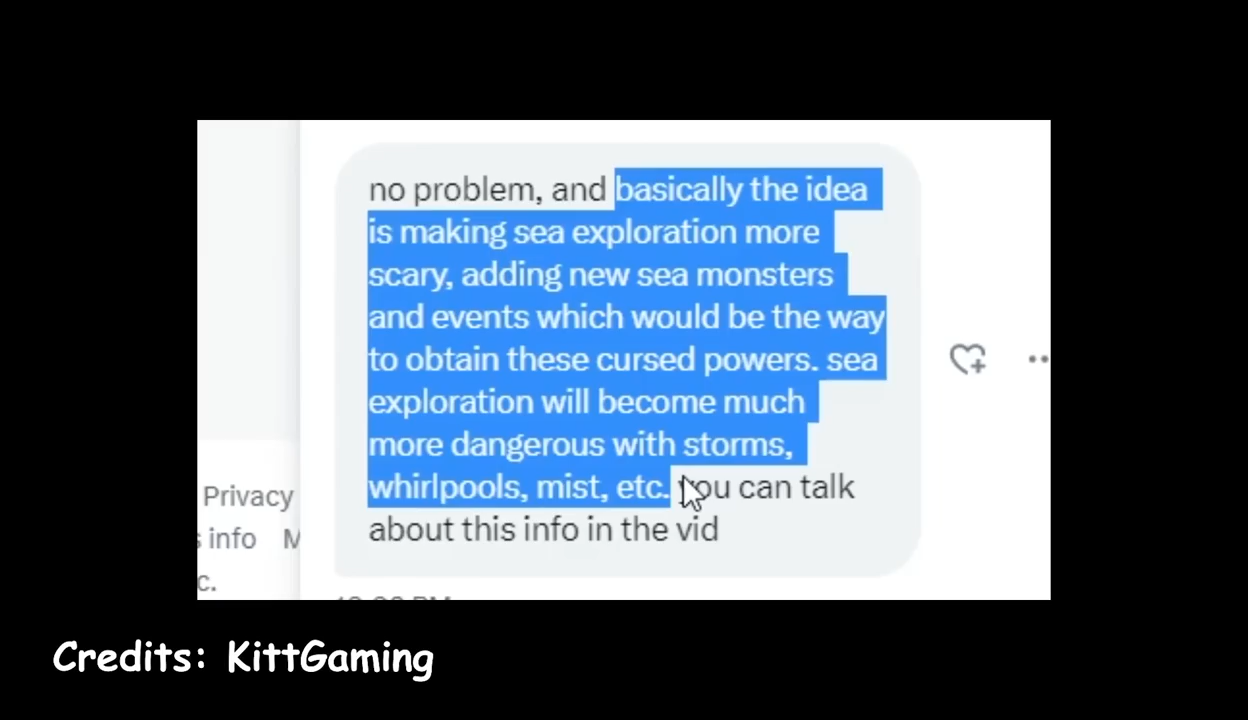 no problem, and basically the idea
is making sea exploration more
scary, adding new sea monsters
and events which would be the way
to obtain these cursed powers. sea
exploration will become much
more dangerous with storms,
whirlpools, mist, etc. you can talk
about this info in the vid
Privacy
s info M
c.
Credits: KittGaming